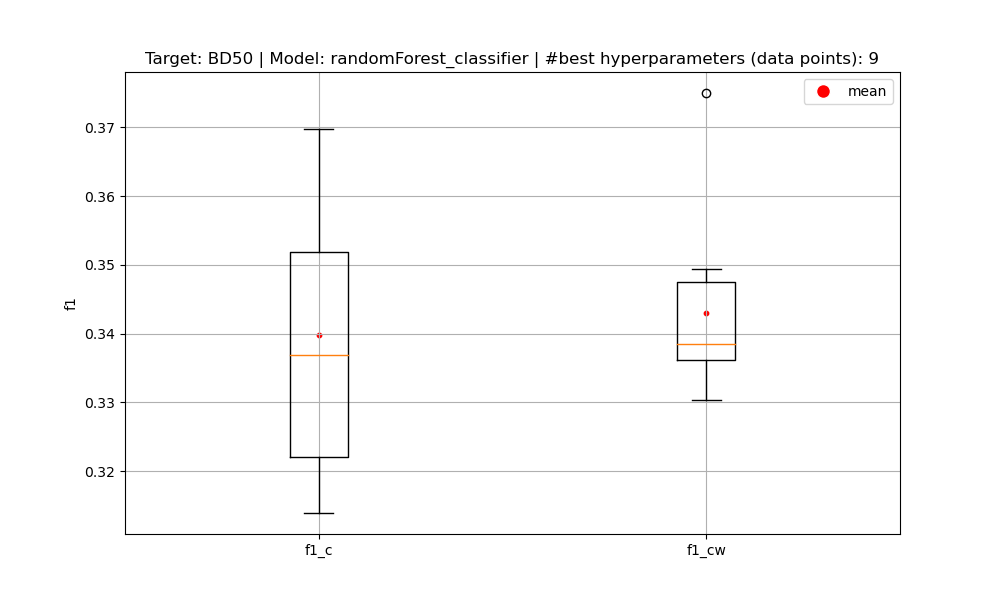 Target: BD50 | Model: randomForest_classifier | #best hyperparameters (data points): 9
mean
0.37
0.36
0.35
0.34
0.33
0.32
f1
f1_c
f1_cw